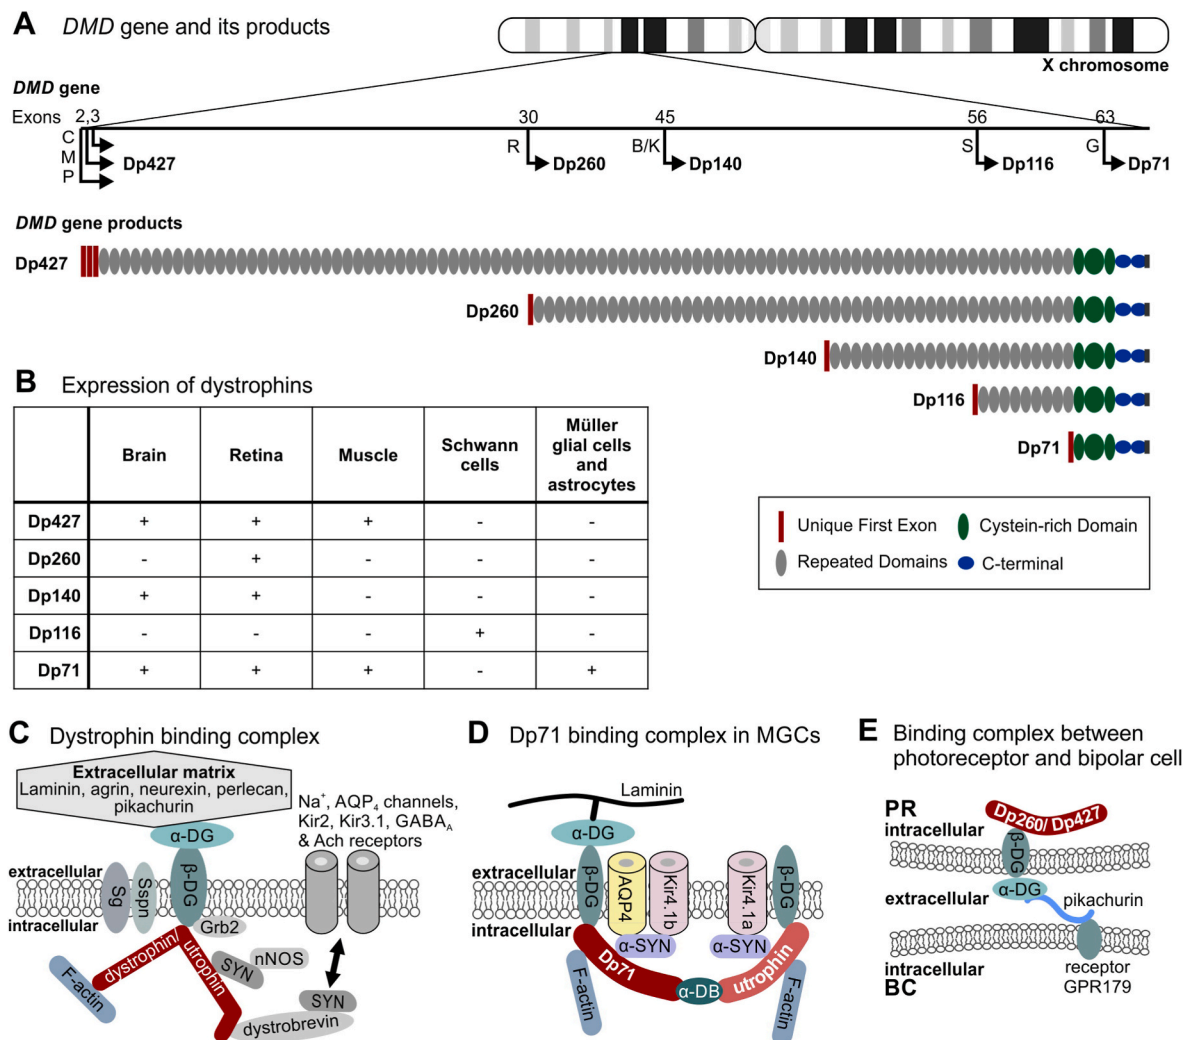 A DMD gene and its products
X chromosome
DMD gene
Exons 2,3 30 45 56 63
C
M
P
Dp427
R
Dp260
B/K
Dp140
S
Dp116
G
Dp71
DMD gene products
Dp427
Dp260
Dp140
Dp116
Dp71
Unique First Exon
Cystein-rich Domain
Repeated Domains
C-terminal
B Expression of dystrophins
Brain Retina Muscle Schwann cells Müller glial cells and astrocytes
Dp427 + + + - -
Dp260 - + - - -
Dp140 + + - - -
Dp116 - - - + -
Dp71 + + + - +
C Dystrophin binding complex
Extracellular matrix
Laminin, agrin, neurexin, perlecan,
pikachurin
Na⁺, AQP₄ channels,
Kir2, Kir3.1, GABA_A
& Ach receptors
α-DG
extracellular
intracellular
Sg
Sspn
β-DG
Grb2
dystrophin/
utrophin
F-actin
SYN
nNOS
SYN
dystrobrevin
D Dp71 binding complex in MGCs
Laminin
α-DG
extracellular
intracellular
β-DG
AQP4
Kir4.1b
Kir4.1a
β-DG
α-SYN
α-SYN
Dp71
α-DB
utrophin
F-actin
F-actin
E Binding complex between
photoreceptor and bipolar cell
PR
intracellular
Dp260/ Dp427
β-DG
α-DG
extracellular
pikachurin
intracellular
BC
receptor
GPR179